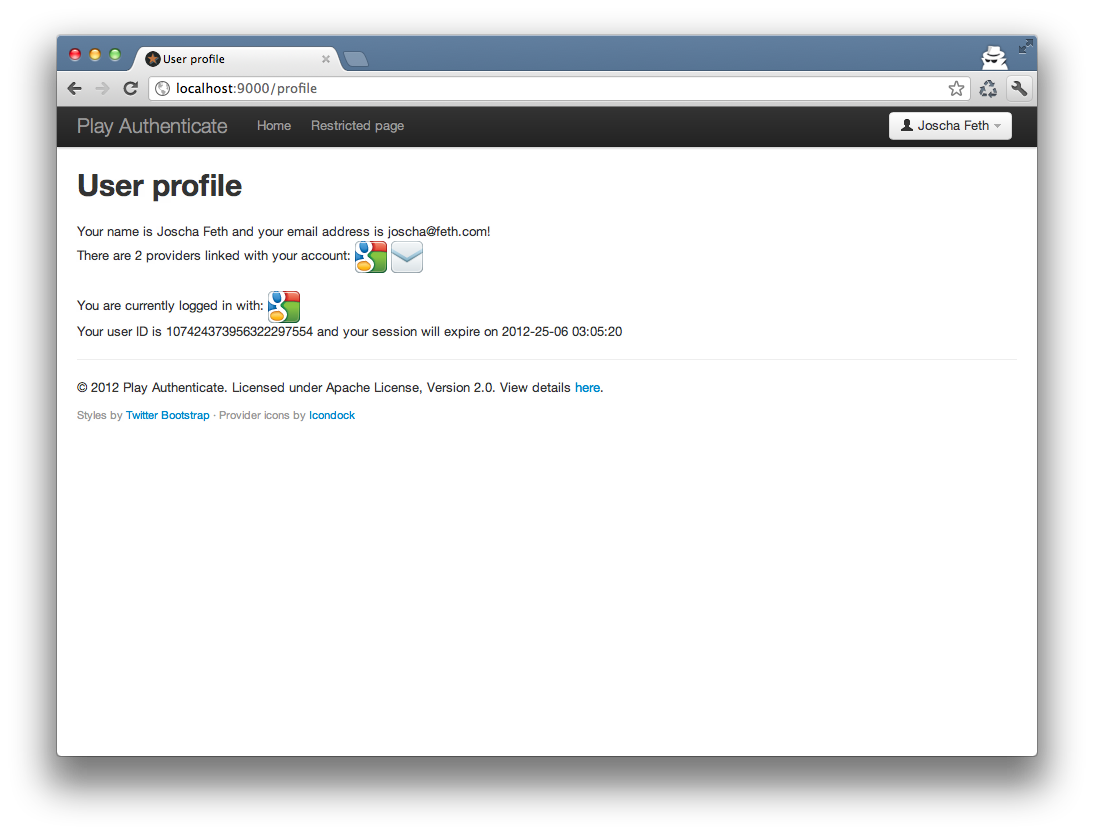 User profile
localhost:9000/profile
Play Authenticate Home Restricted page Joscha Feth
User profile
Your name is Joscha Feth and your email address is joscha@feth.com!
There are 2 providers linked with your account:
You are currently logged in with:
Your user ID is 107424373956322297554 and your session will expire on 2012-25-06 03:05:20
© 2012 Play Authenticate. Licensed under Apache License, Version 2.0. View details here.
Styles by Twitter Bootstrap · Provider icons by Icondock